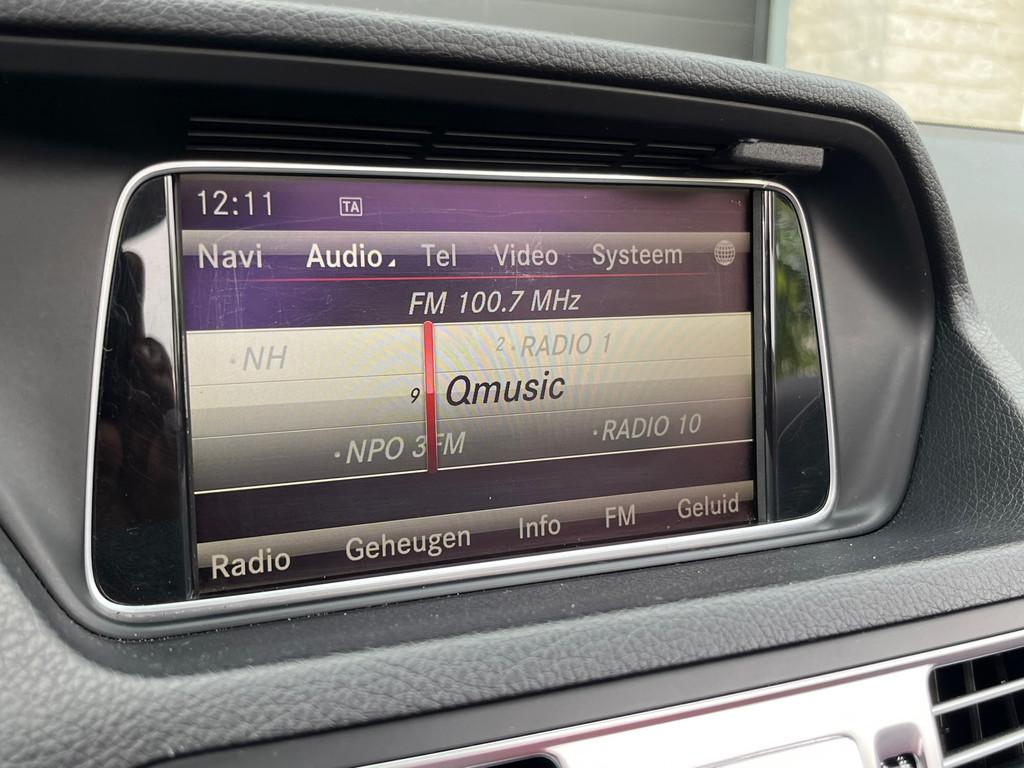 12:11 TA
Navi Audio Tel Video Systeem
FM 100.7 MHz
·NH 2·RADIO 1
9 Qmusic
·NPO 3FM ·RADIO 10
Radio Geheugen Info FM Geluid